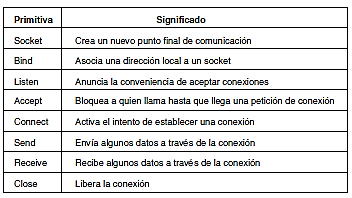 Primitiva Significado
Socket Crea un nuevo punto final de comunicación
Bind Asocia una dirección local a un socket
Listen Anuncia la conveniencia de aceptar conexiones
Accept Bloquea a quien llama hasta que llega una petición de conexión
Connect Activa el intento de establecer una conexión
Send Envía algunos datos a través de la conexión
Receive Recibe algunos datos a través de la conexión
Close Libera la conexión